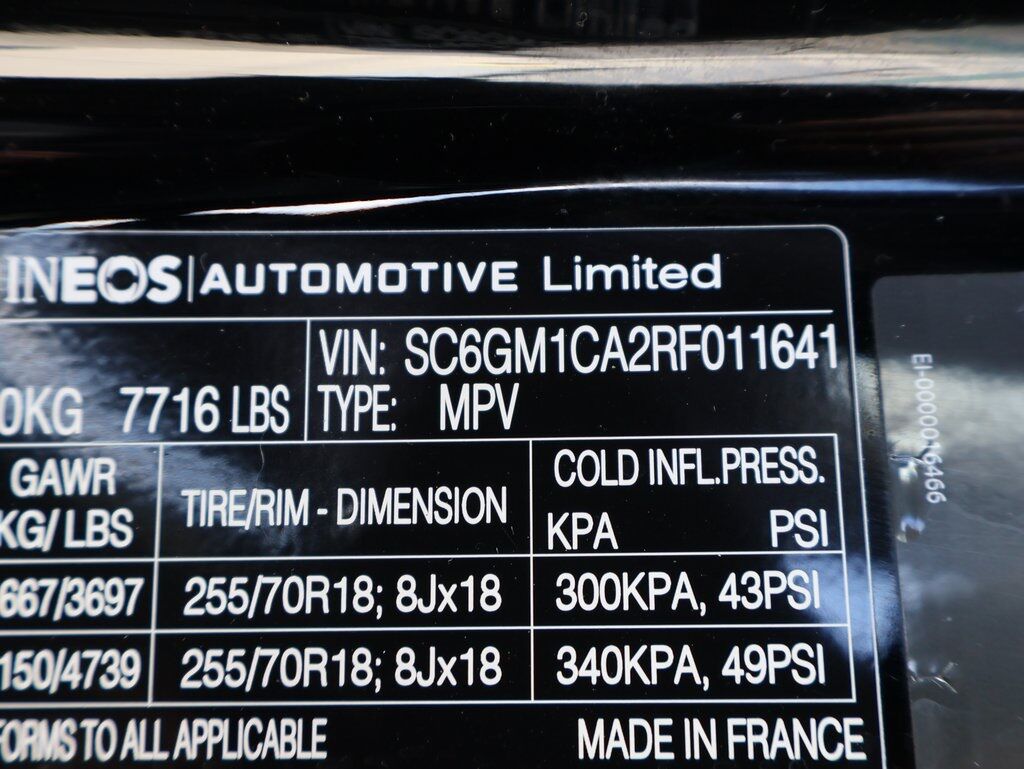 INEOS | AUTOMOTIVE Limited
VIN: SC6GM1CA2RF011641
0KG 7716 LBS
TYPE: MPV
GAWR
KG/LBS
TIRE/RIM - DIMENSION
COLD INFL.PRESS.
KPA PSI
667/3697 255/70R18; 8Jx18 300KPA, 43PSI
150/4739 255/70R18; 8Jx18 340KPA, 49PSI
FORMS TO ALL APPLICABLE MADE IN FRANCE
EI-000016466